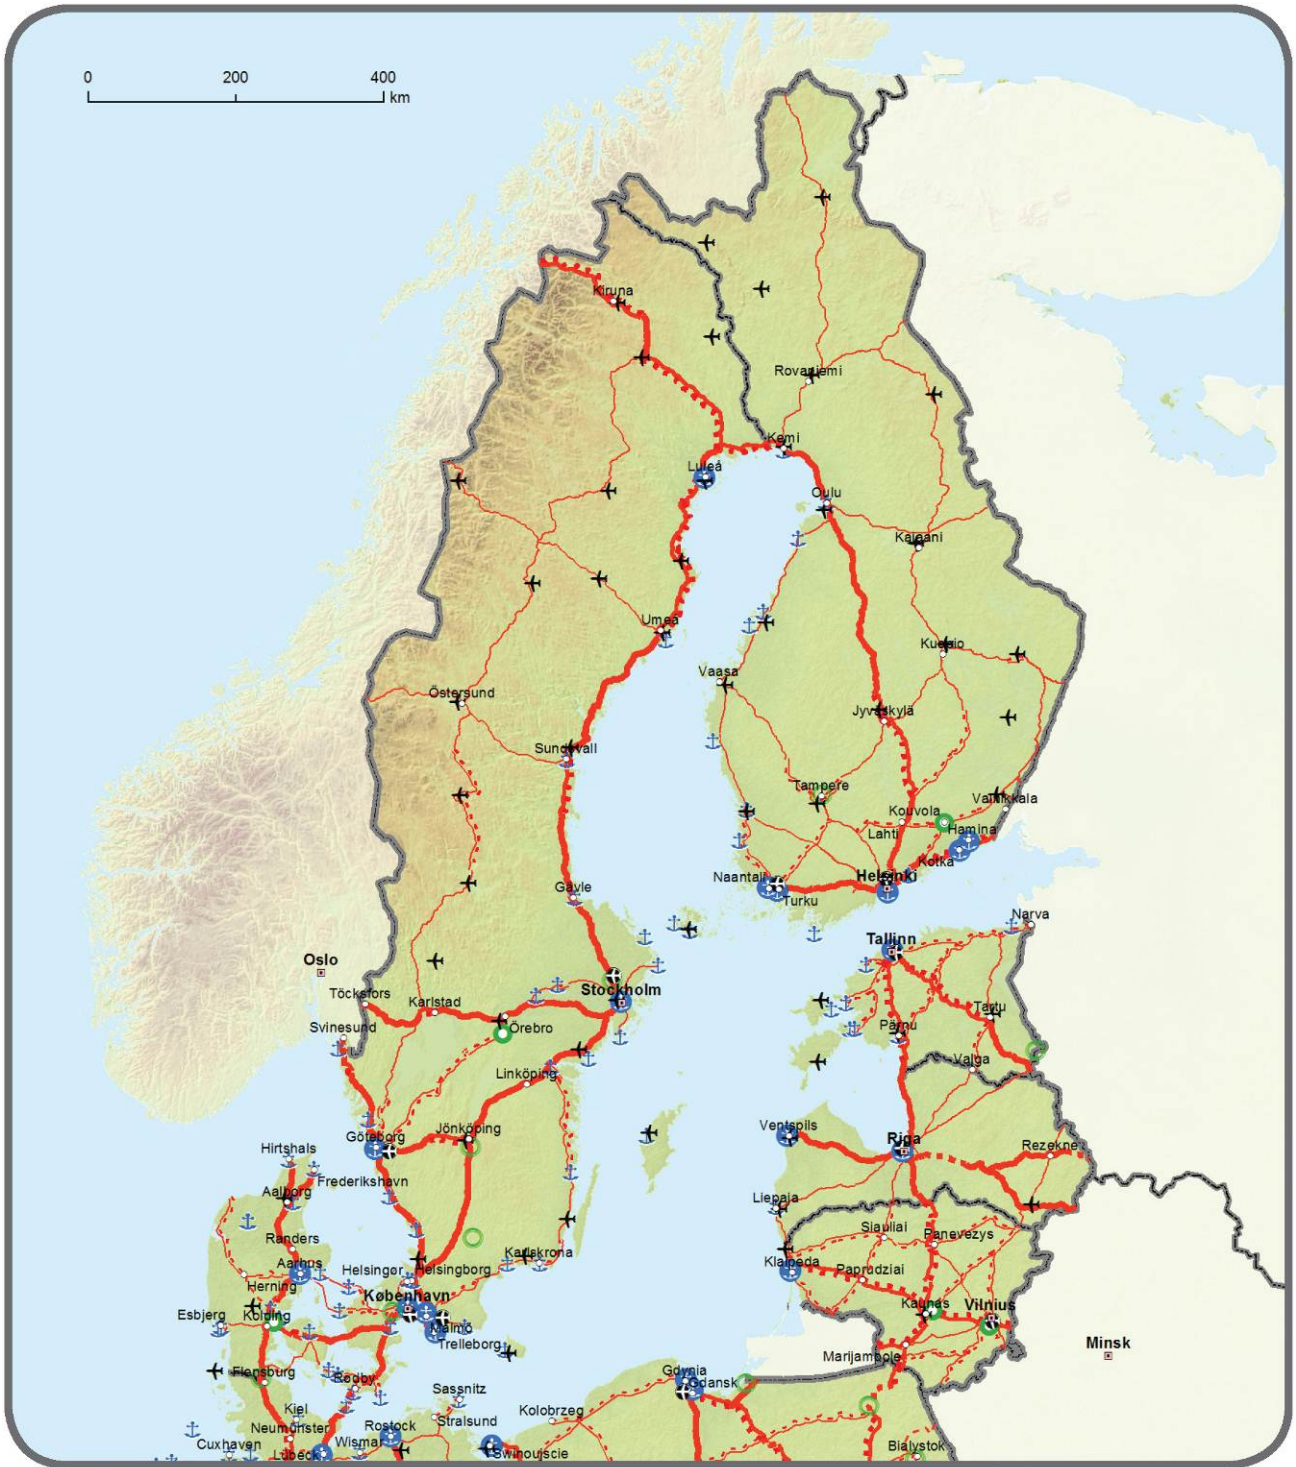 0 200 400
km
Kiruna
Rovaniemi
Kemi
Luleå
Oulu
Kajaani
Umeå
Kuopio
Vaasa
Östersund
Jyväskylä
Sundsvall
Tampere
Vainikkala
Kouvola
Lahti
Hamina
Kotka
Helsinki
Naantali
Turku
Gävle
Narva
Tallinn
Oslo
Stockholm
Töcksfors
Karlstad
Örebro
Tartu
Svinesund
Pärnu
Valga
Linköping
Ventspils
Göteborg
Jönköping
Riga
Rezekne
Hirtshals
Frederikshavn
Aalborg
Liepaja
Siauliai
Panevezys
Randers
Karlskrona
Aarhus
Helsingør
Helsingborg
Klaipeda
Paprudziai
Herning
København
Kaunas
Vilnius
Esbjerg
Kolding
Malmö
Trelleborg
Minsk
Marijampole
Flensburg
Rødby
Gdynia
Gdansk
Sassnitz
Kiel
Stralsund
Kolobrzeg
Neumünster
Rostock
Cuxhaven
Wismar
Lübeck
Swinoujscie
Bialystok